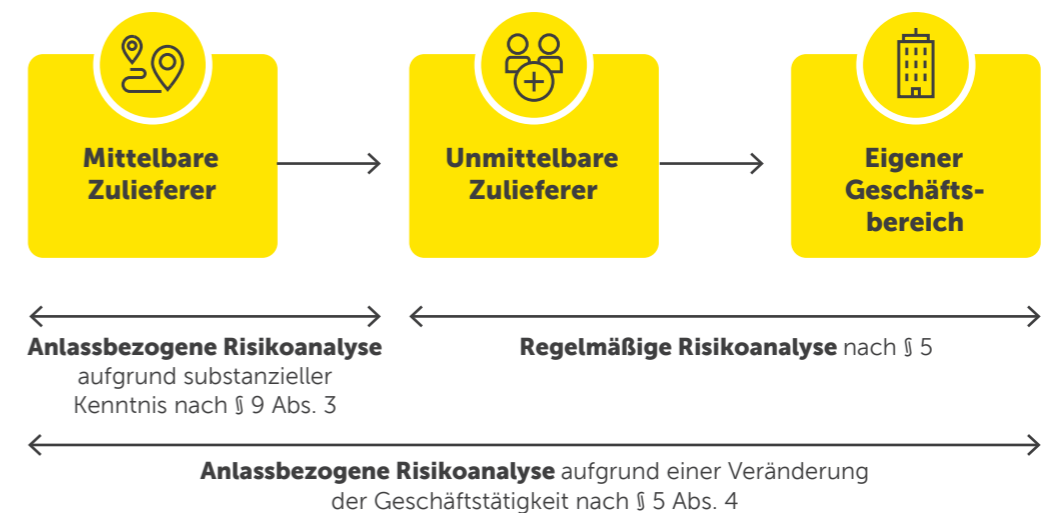 Mittelbare
Zulieferer
Unmittelbare
Zulieferer
Eigener
Geschäfts-
bereich
Anlassbezogene Risikoanalyse
aufgrund substanzieller
Kenntnis nach § 9 Abs. 3
Regelmäßige Risikoanalyse nach § 5
Anlassbezogene Risikoanalyse aufgrund einer Veränderung
der Geschäftstätigkeit nach § 5 Abs. 4